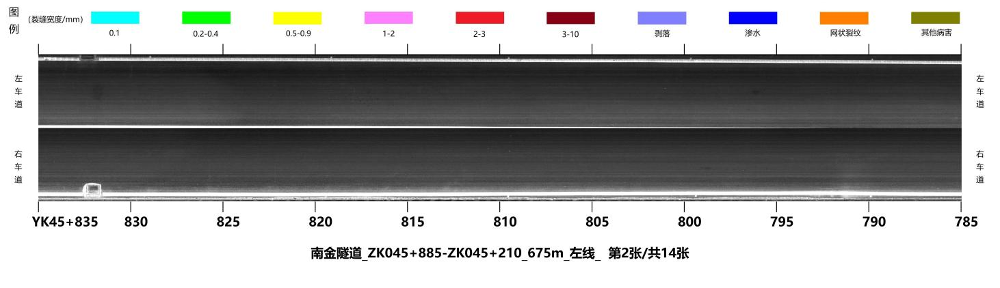 图例
(裂缝宽度/mm)
0.1 0.2-0.4 0.5-0.9 1-2 2-3 3-10 剥落 渗水 网状裂纹 其他病害
左车道 左车道
右车道 右车道
YK45+835 830 825 820 815 810 805 800 795 790 785
南金隧道_ZK045+885-ZK045+210_675m_左线_ 第2张/共14张